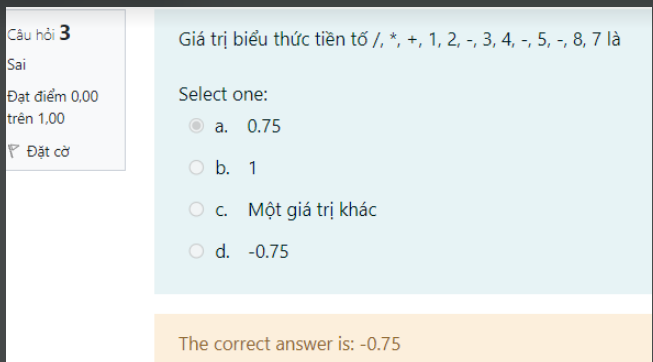 Câu hỏi 3
Sai
Đạt điểm 0,00
trên 1,00
Đặt cờ
Giá trị biểu thức tiền tố /, *, +, 1, 2, -, 3, 4, -, 5, -, 8, 7 là
Select one:
a. 0.75
b. 1
c. Một giá trị khác
d. -0.75
The correct answer is: -0.75